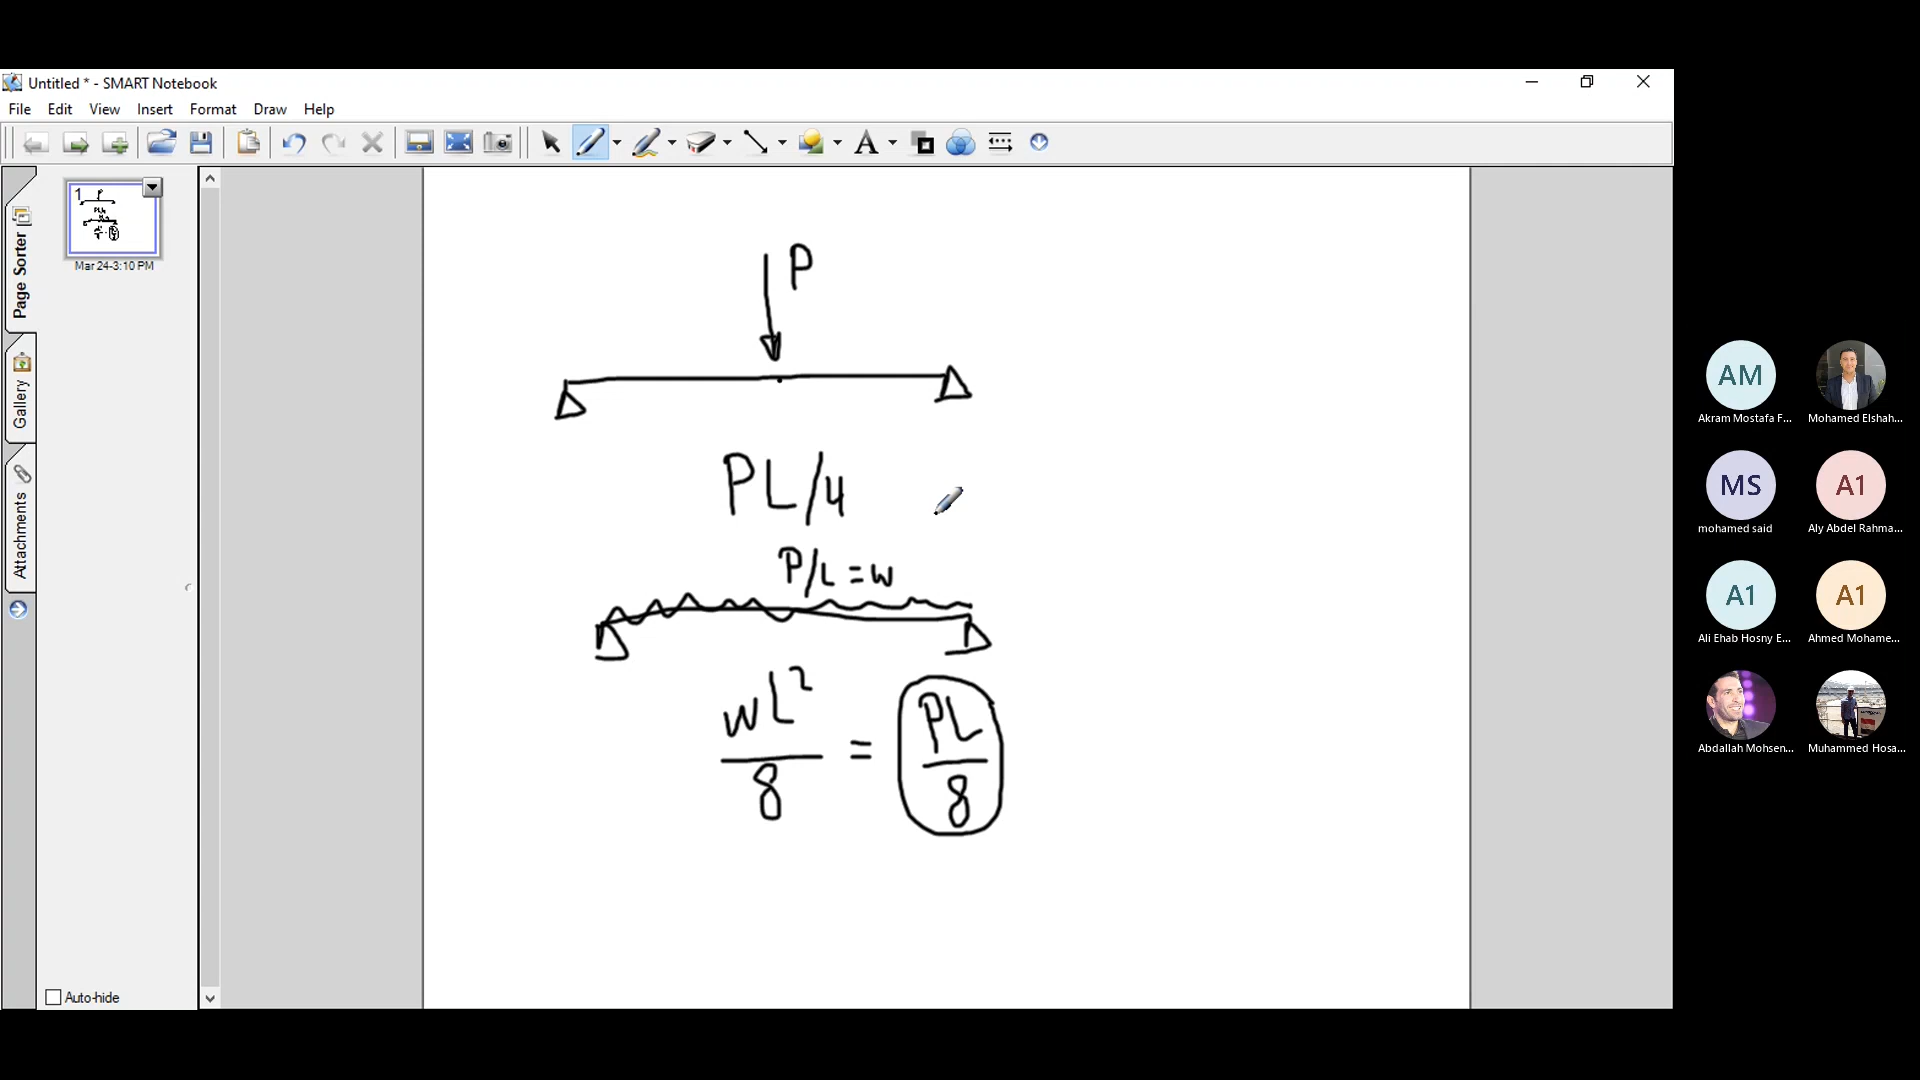 Untitled * - SMART Notebook
File Edit View Insert Format Draw Help
A
Page Sorter
Gallery
Attachments
1
Mar 24-3:10 PM
Auto-hide
P
PL/4
P/L = w
wL²/8 = PL/8
AM
Akram Mostafa F...
Mohamed Elshah...
MS
mohamed said
A1
Aly Abdel Rahma...
A1
Ali Ehab Hosny E...
A1
Ahmed Mohame...
Abdallah Mohsen...
Muhammed Hosa...